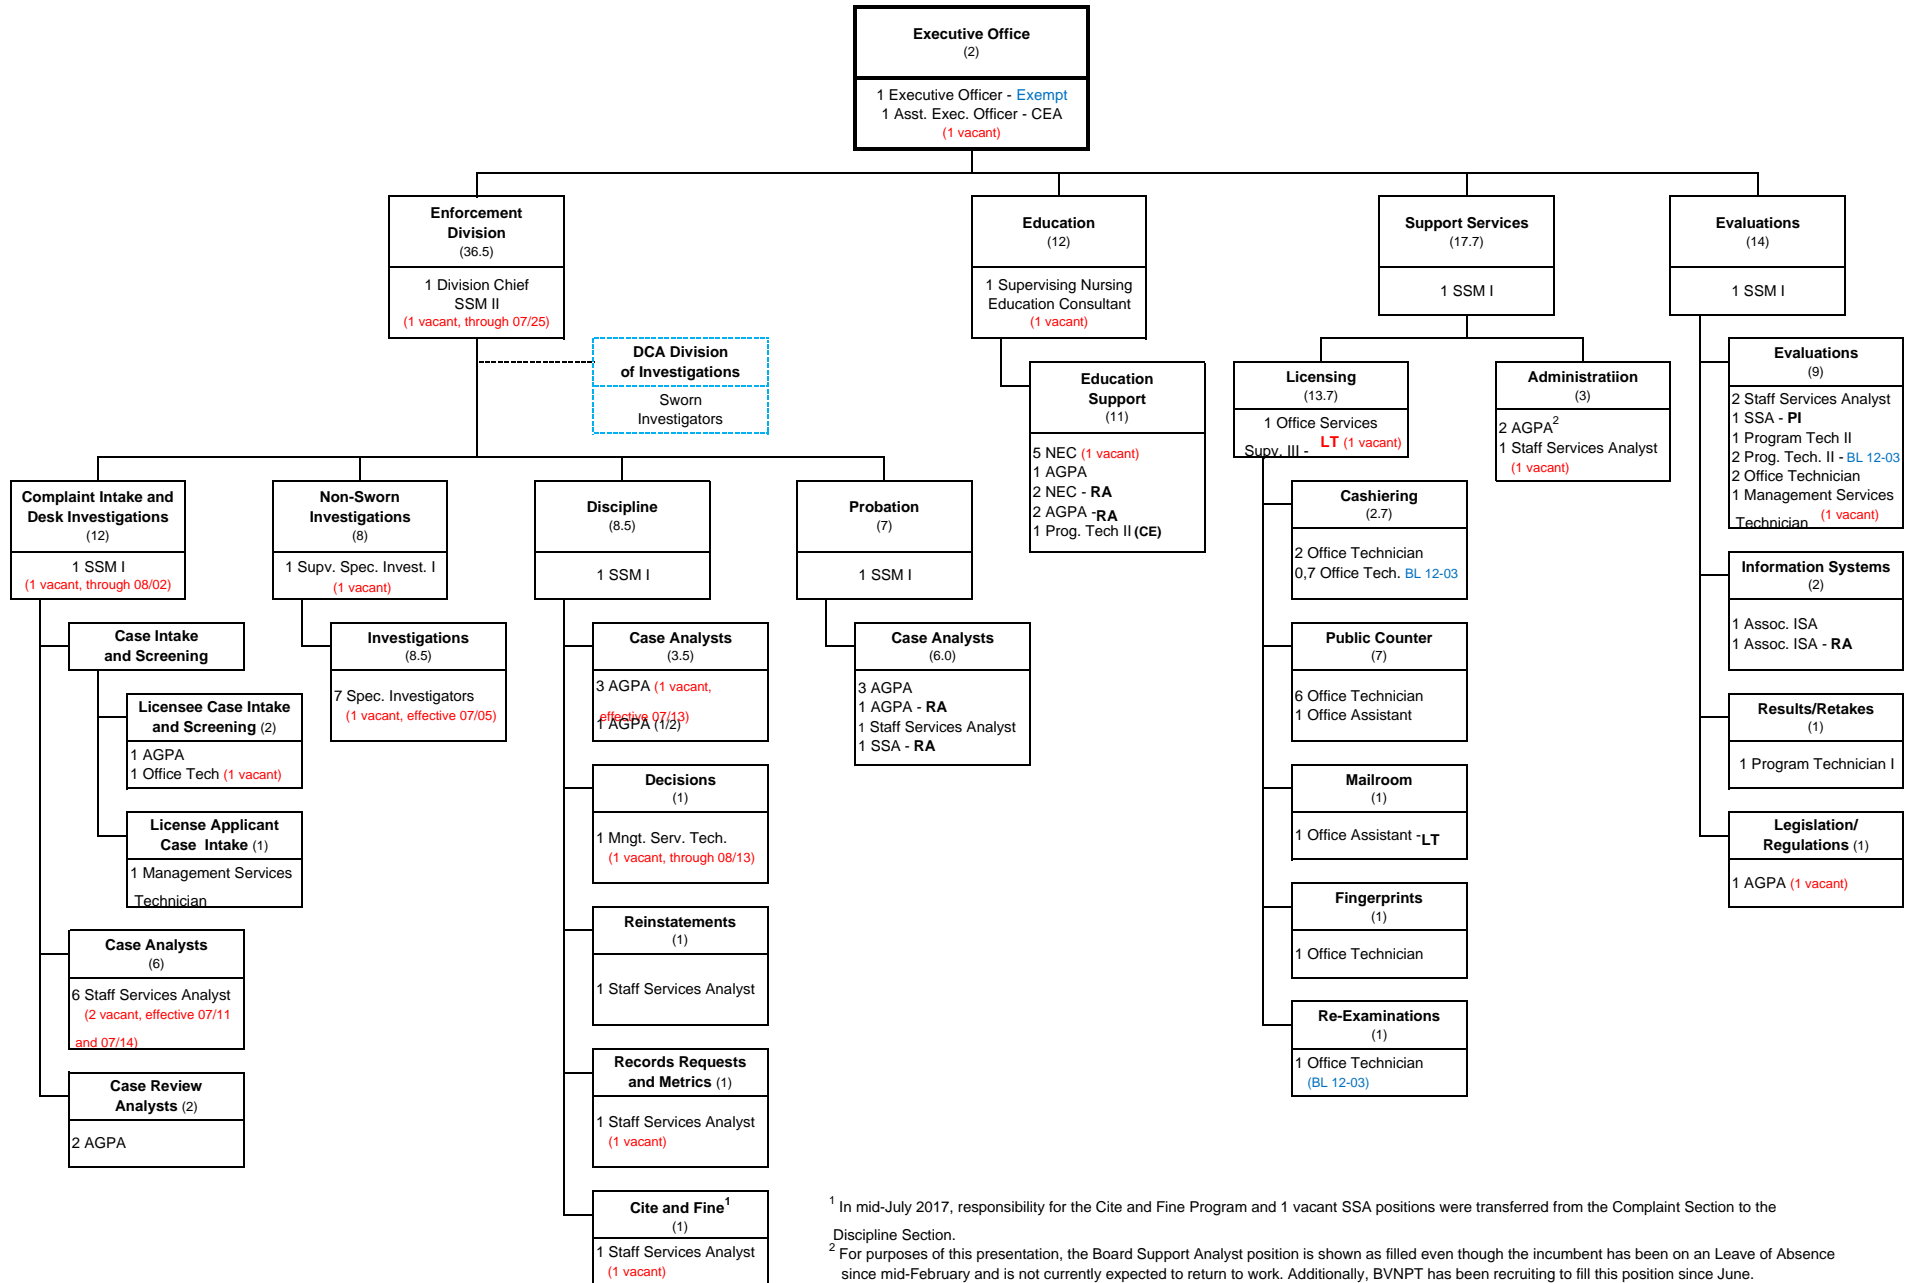 Executive Office
(2)
1 Executive Officer - Exempt
1 Asst. Exec. Officer - CEA
(1 vacant)
Enforcement
Division
(36.5)
1 Division Chief
SSM II
(1 vacant, through 07/25)
Education
(12)
1 Supervising Nursing
Education Consultant
(1 vacant)
Support Services
(17.7)
1 SSM I
Evaluations
(14)
1 SSM I
DCA Division
of Investigations
Sworn
Investigators
Education
Support
(11)
5 NEC (1 vacant)
1 AGPA
2 NEC - RA
2 AGPA -RA
1 Prog. Tech II (CE)
Licensing
(13.7)
1 Office Services
Supv. III - LT (1 vacant)
Administratiion
(3)
2 AGPA2
1 Staff Services Analyst
(1 vacant)
Evaluations
(9)
2 Staff Services Analyst
1 SSA - PI
1 Program Tech II
2 Prog. Tech. II - BL 12-03
2 Office Technician
1 Management Services
Technician (1 vacant)
Complaint Intake and
Desk Investigations
(12)
1 SSM I
(1 vacant, through 08/02)
Non-Sworn
Investigations
(8)
1 Supv. Spec. Invest. I
(1 vacant)
Discipline
(8.5)
1 SSM I
Probation
(7)
1 SSM I
Cashiering
(2.7)
2 Office Technician
0,7 Office Tech. BL 12-03
Information Systems
(2)
1 Assoc. ISA
1 Assoc. ISA - RA
Case Intake
and Screening
Investigations
(8.5)
7 Spec. Investigators
(1 vacant, effective 07/05)
Case Analysts
(3.5)
3 AGPA (1 vacant,
effective 07/13)
1 AGPA (1/2)
Case Analysts
(6.0)
3 AGPA
1 AGPA - RA
1 Staff Services Analyst
1 SSA - RA
Public Counter
(7)
6 Office Technician
1 Office Assistant
Results/Retakes
(1)
1 Program Technician I
Licensee Case Intake
and Screening (2)
1 AGPA
1 Office Tech (1 vacant)
Decisions
(1)
1 Mngt. Serv. Tech.
(1 vacant, through 08/13)
Mailroom
(1)
1 Office Assistant -LT
Legislation/
Regulations (1)
1 AGPA (1 vacant)
License Applicant
Case Intake (1)
1 Management Services
Technician
Reinstatements
(1)
1 Staff Services Analyst
Fingerprints
(1)
1 Office Technician
Case Analysts
(6)
6 Staff Services Analyst
(2 vacant, effective 07/11
and 07/14)
Re-Examinations
(1)
1 Office Technician
(BL 12-03)
Case Review
Analysts (2)
2 AGPA
Records Requests
and Metrics (1)
1 Staff Services Analyst
(1 vacant)
Cite and Fine1
(1)
1 Staff Services Analyst
(1 vacant)
1 In mid-July 2017, responsibility for the Cite and Fine Program and 1 vacant SSA positions were transferred from the Complaint Section to the
Discipline Section.
2 For purposes of this presentation, the Board Support Analyst position is shown as filled even though the incumbent has been on an Leave of Absence
since mid-February and is not currently expected to return to work. Additionally, BVNPT has been recruiting to fill this position since June.